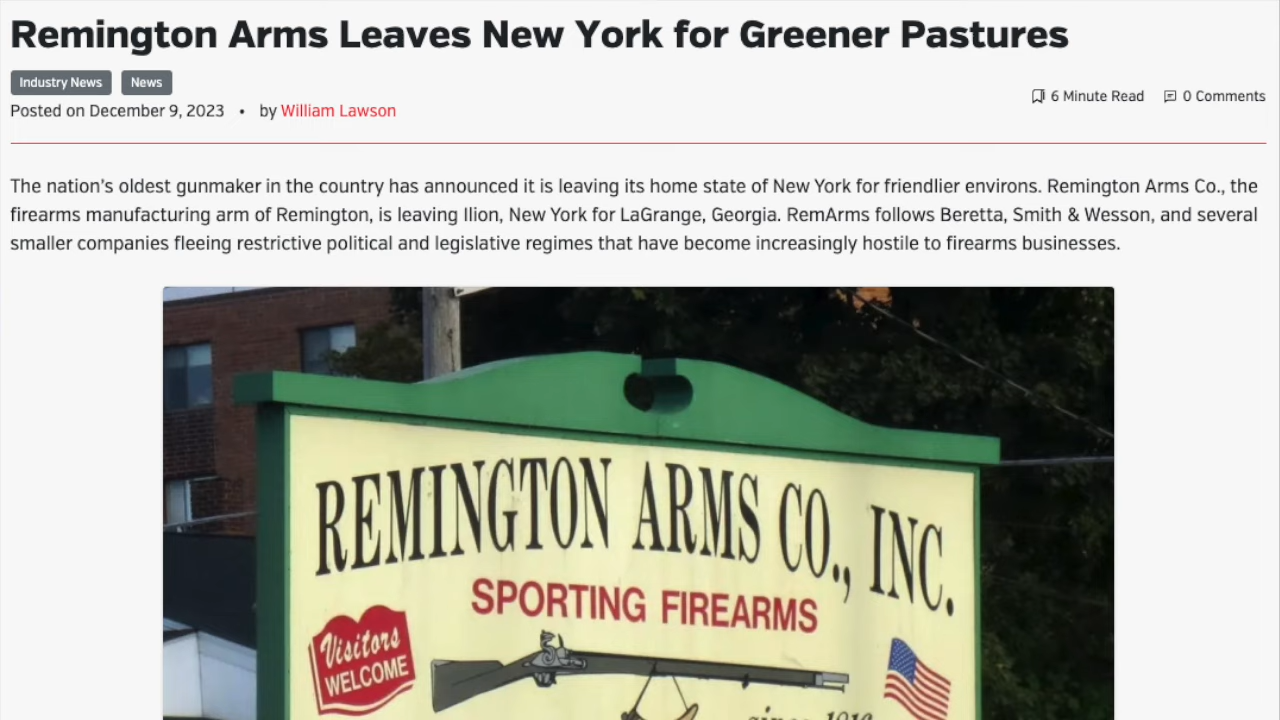 Remington Arms Leaves New York for Greener Pastures
Industry News News
Posted on December 9, 2023 • by William Lawson
6 Minute Read 0 Comments
The nation's oldest gunmaker in the country has announced it is leaving its home state of New York for friendlier environs. Remington Arms Co., the
firearms manufacturing arm of Remington, is leaving Ilion, New York for LaGrange, Georgia. RemArms follows Beretta, Smith & Wesson, and several
smaller companies fleeing restrictive political and legislative regimes that have become increasingly hostile to firearms businesses.
REMINGTON ARMS CO., INC.
SPORTING FIREARMS
Visitors
WELCOME
since 1816